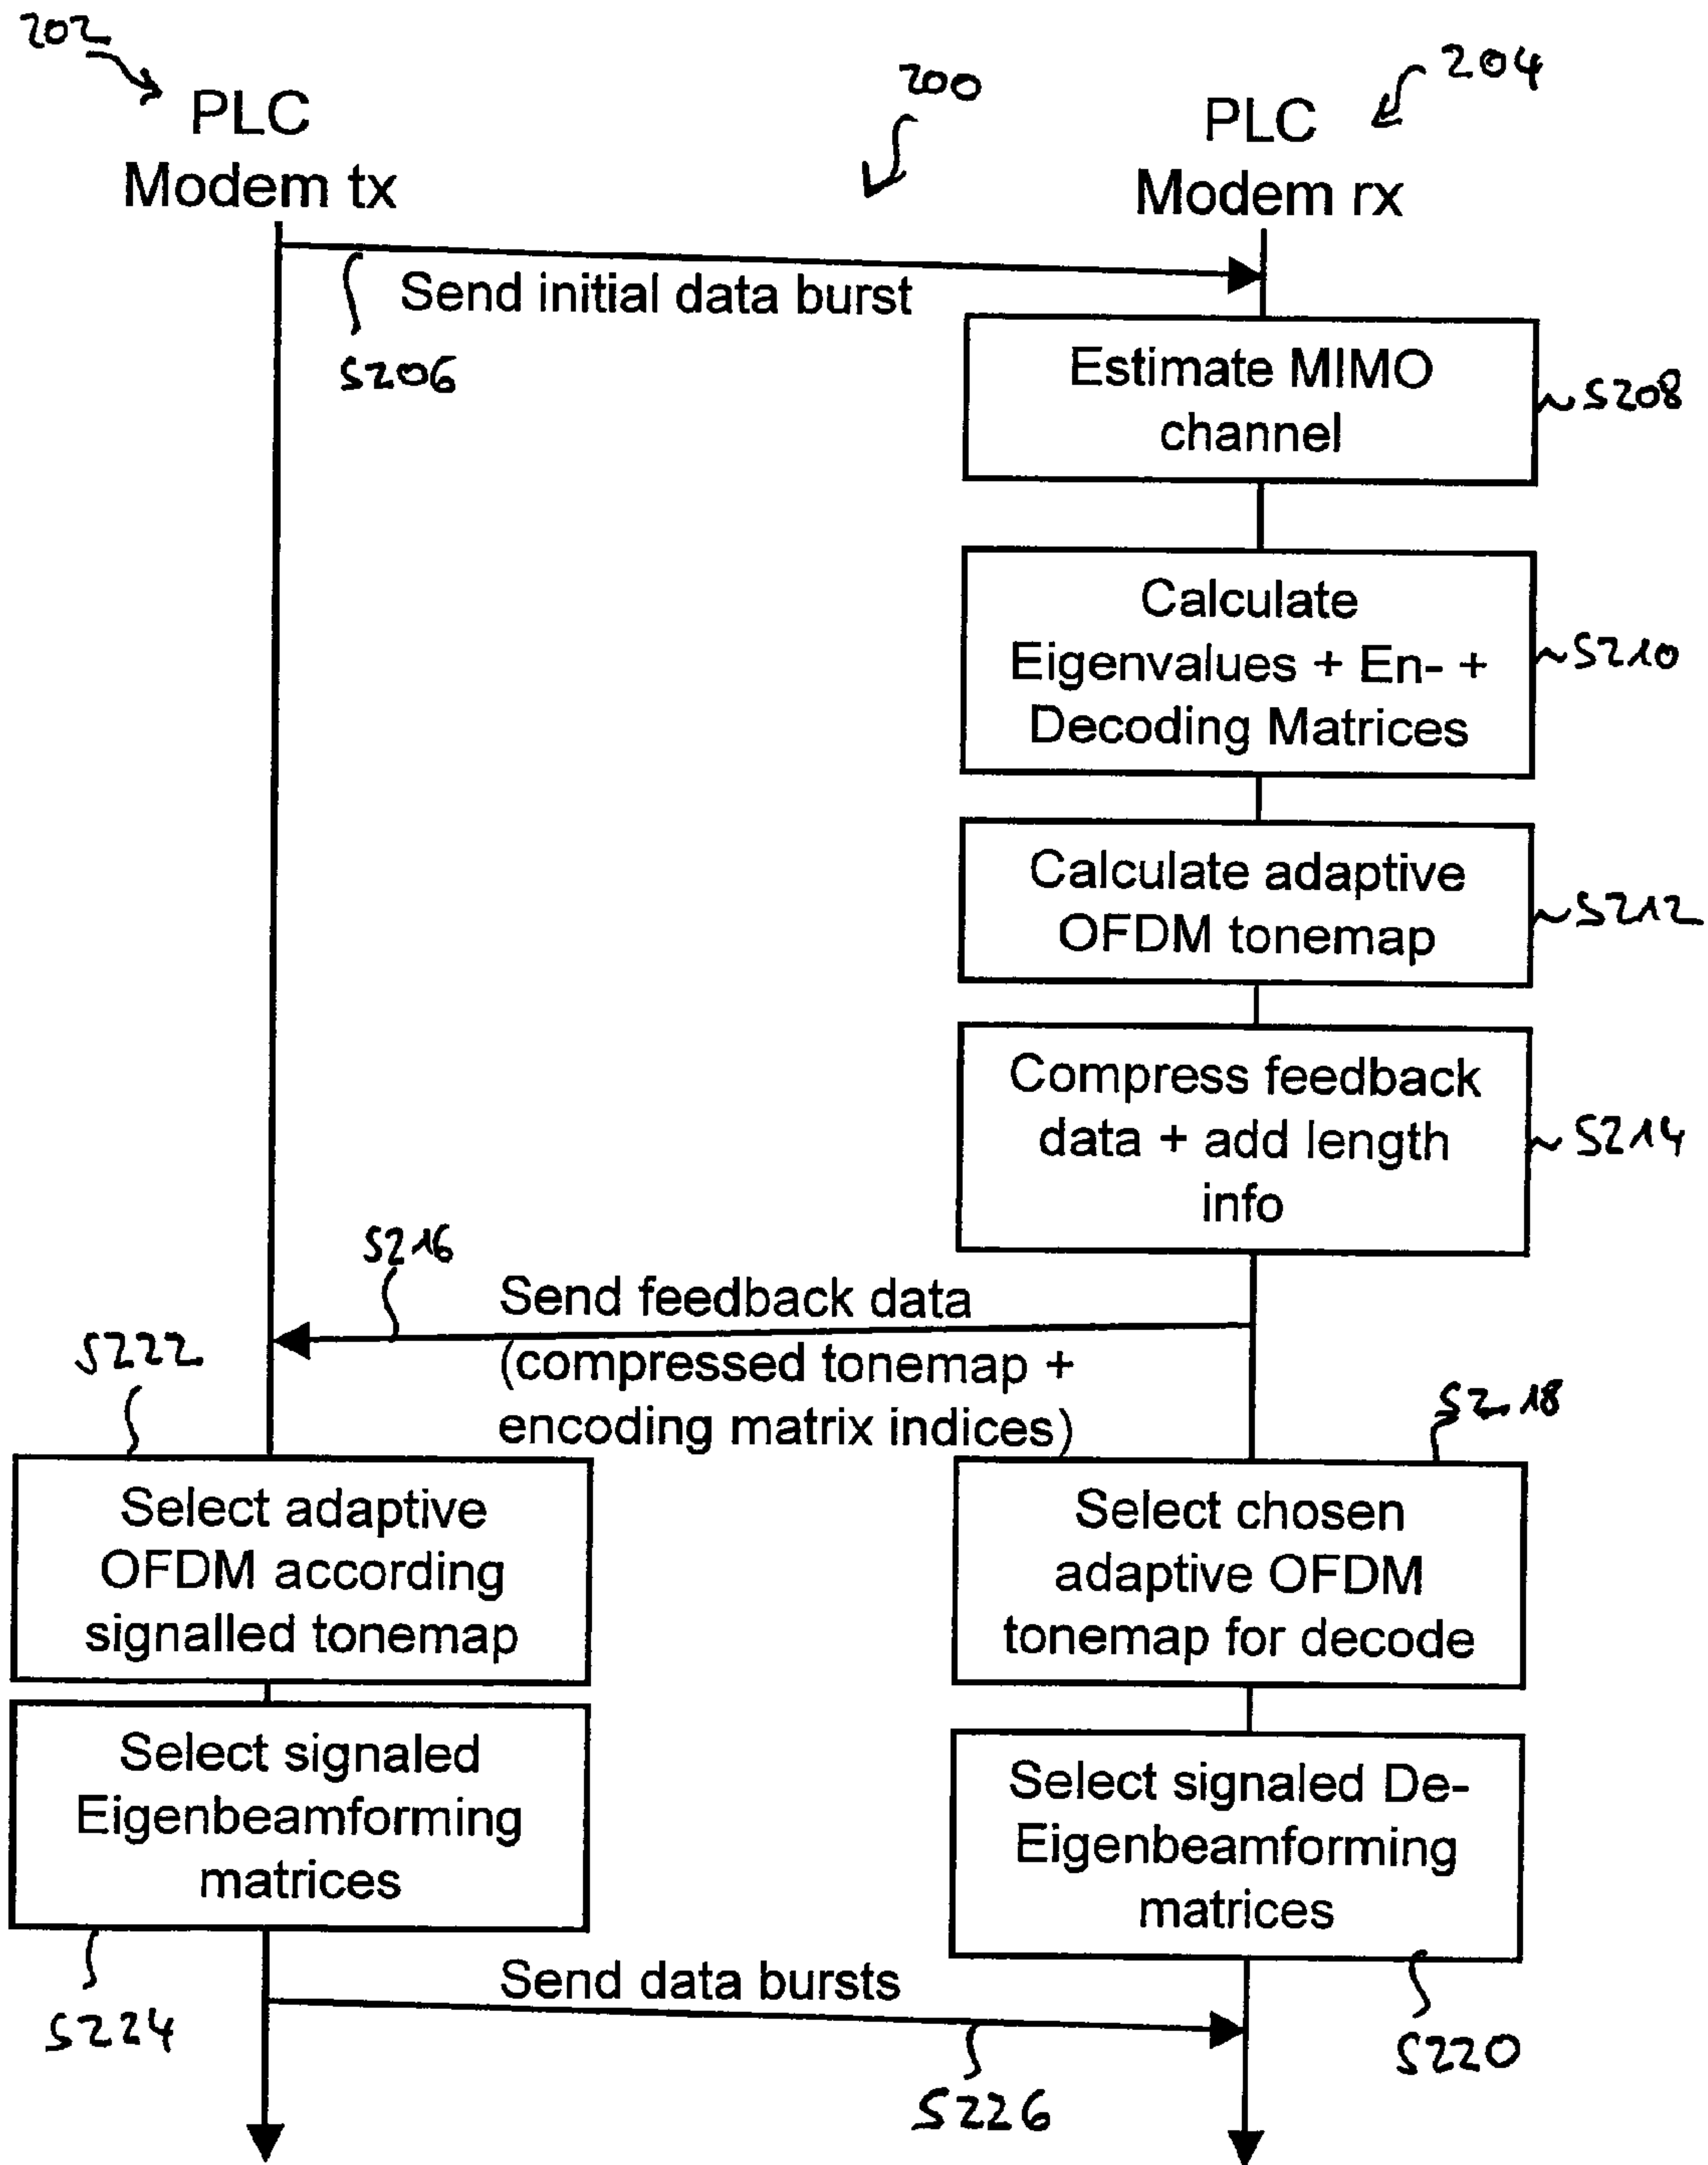 202
200
204
PLC
Modem tx
PLC
Modem rx
Send initial data burst
S206
Estimate MIMO
channel
S208
Calculate
Eigenvalues + En- +
Decoding Matrices
S210
Calculate adaptive
OFDM tonemap
S212
Compress feedback
data + add length
info
S214
S216
Send feedback data
(compressed tonemap +
encoding matrix indices)
S222
Select adaptive
OFDM according
signalled tonemap
S218
Select chosen
adaptive OFDM
tonemap for decode
Select signaled
Eigenbeamforming
matrices
S224
Select signaled De-
Eigenbeamforming
matrices
S220
Send data bursts
S226